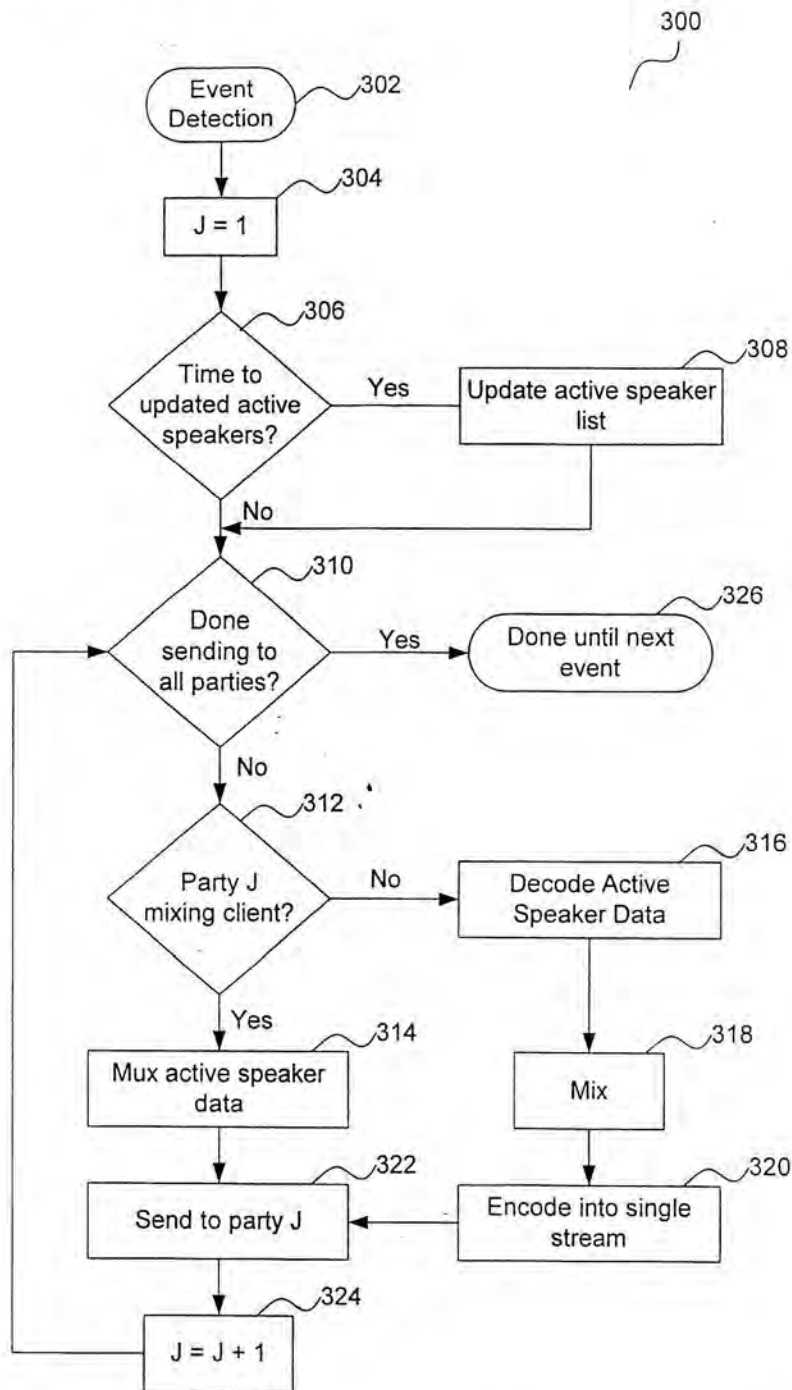 300
Event
Detection
302
304
J = 1
306
Time to
updated active
speakers?
Yes
308
Update active speaker
list
No
310
Done
sending to
all parties?
Yes
326
Done until next
event
No
312
Party J
mixing client?
No
316
Decode Active
Speaker Data
Yes
314
Mux active speaker
data
318
Mix
322
Send to party J
320
Encode into single
stream
324
J = J + 1